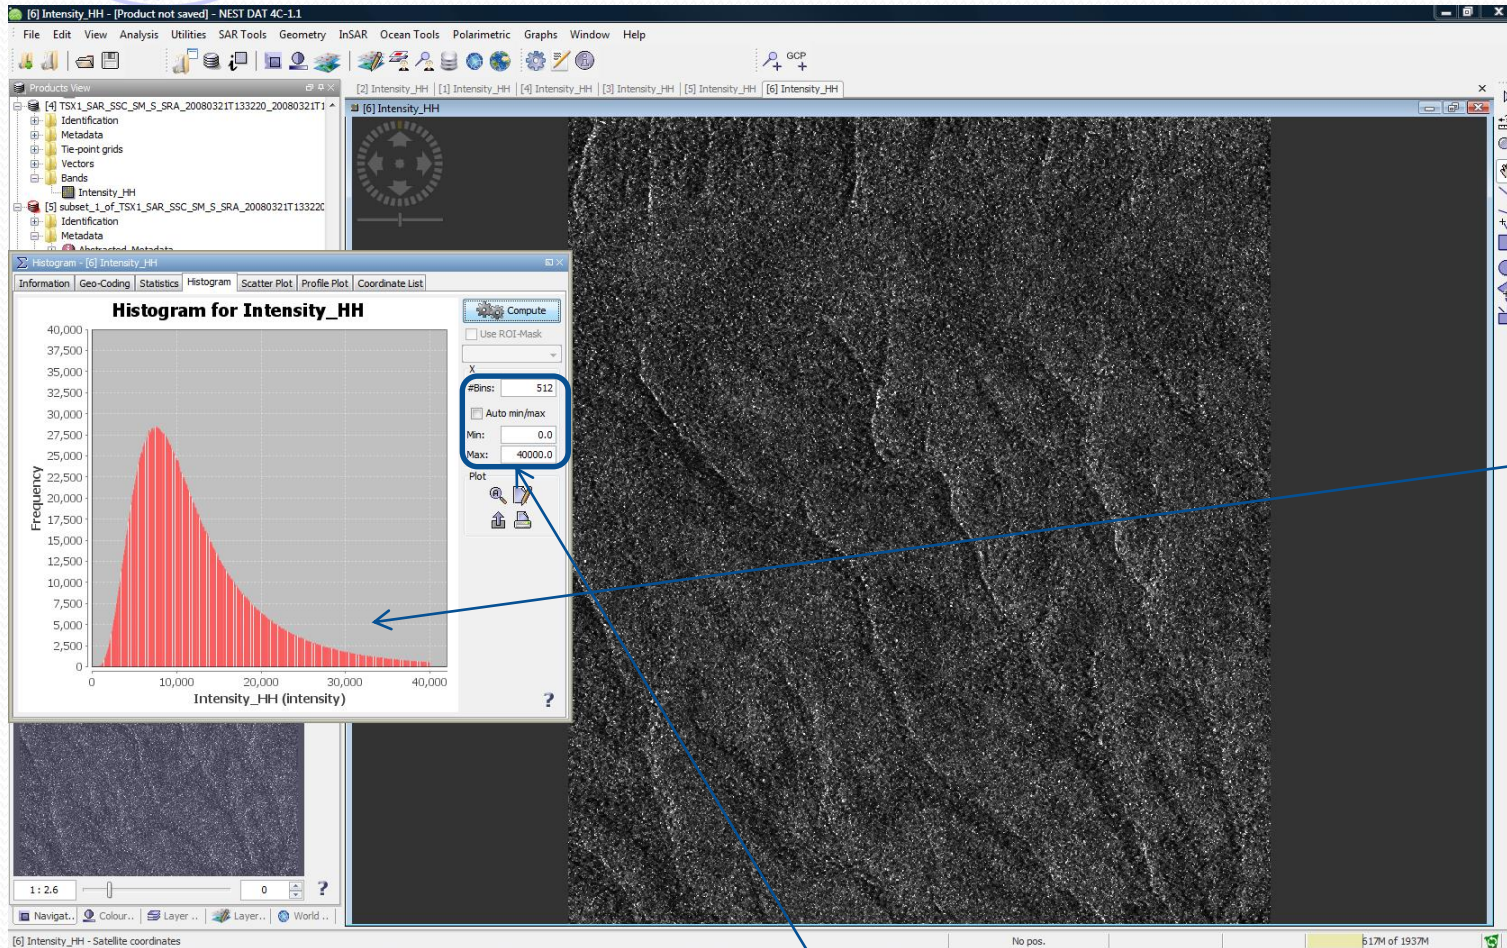 [6] Intensity_HH - [Product not saved] - NEST DAT 4C-1.1
File Edit View Analysis Utilities SAR Tools Geometry InSAR Ocean Tools Polarimetric Graphs Window Help
GCP
Products View
[2] Intensity_HH [1] Intensity_HH [4] Intensity_HH [3] Intensity_HH [5] Intensity_HH [6] Intensity_HH
[4] TSX1_SAR_SSC_SM_S_SRA_20080321T133220_20080321T1
[6] Intensity_HH
Identification
Metadata
Tie-point grids
Vectors
Bands
Intensity_HH
[5] subset_1_of_TSX1_SAR_SSC_SM_S_SRA_20080321T133220
Identification
Metadata
Abstracted_Metadata
Histogram - [6] Intensity_HH
Information Geo-Coding Statistics Histogram Scatter Plot Profile Plot Coordinate List
Histogram for Intensity_HH
40,000
37,500
35,000
32,500
30,000
27,500
25,000
22,500
20,000
17,500
15,000
12,500
10,000
7,500
5,000
2,500
0
Frequency
0 10,000 20,000 30,000 40,000
Intensity_HH (intensity)
Compute
Use ROI-Mask
X
#Bins: 512
Auto min/max
Min: 0.0
Max: 40000.0
Plot
?
1 : 2.6 0 ?
Navigat.. Colour.. Layer .. Layer.. World ..
[6] Intensity_HH - Satellite coordinates No pos. 617M of 1937M